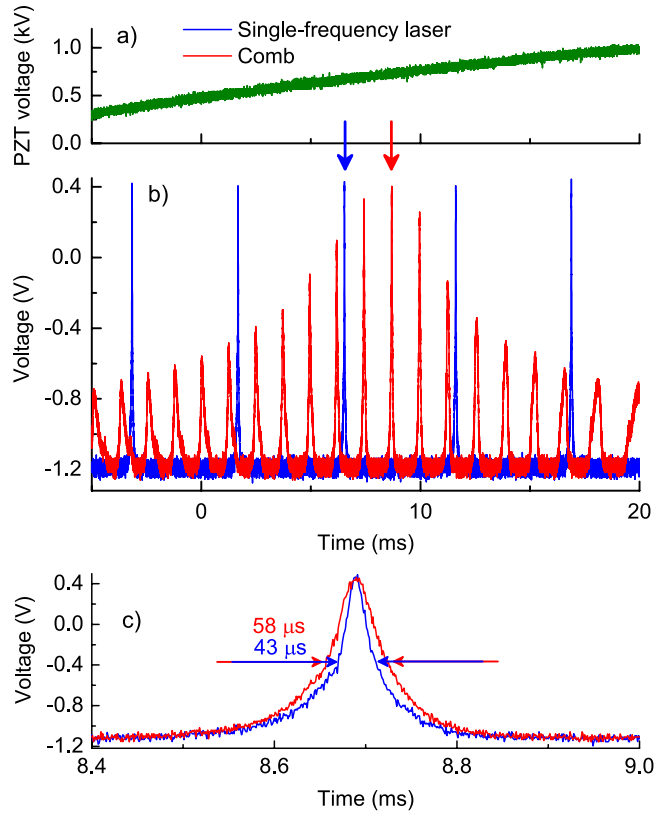 a)
Single-frequency laser
Comb
PZT voltage (kV)
1.0
0.5
0.0
b)
Voltage (V)
0.4
0.0
-0.4
-0.8
-1.2
0
5
10
20
Time (ms)
c)
Voltage (V)
0.4
0.0
-0.4
-0.8
-1.2
58 μs
43 μs
8.4
8.6
8.8
9.0
Time (ms)